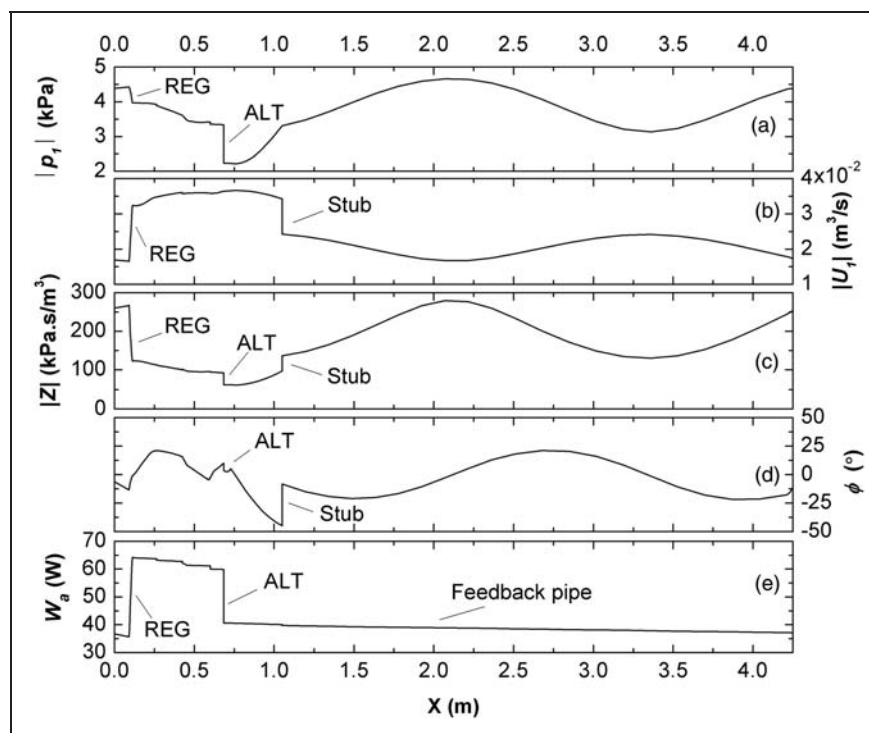 0.0 0.5 1.0 1.5 2.0 2.5 3.0 3.5 4.0
5
4
3
2
|p₁| (kPa)
REG
ALT
(a)
4x10⁻²
3
2
1
|U₁| (m³/s)
REG
Stub
(b)
300
200
100
0
|Z| (kPa.s/m³)
REG
ALT
Stub
(c)
50
25
0
-25
-50
ϕ (°)
ALT
Stub
(d)
70
60
50
40
30
Wₐ (W)
REG
ALT
Feedback pipe
(e)
0.0 0.5 1.0 1.5 2.0 2.5 3.0 3.5 4.0
X (m)